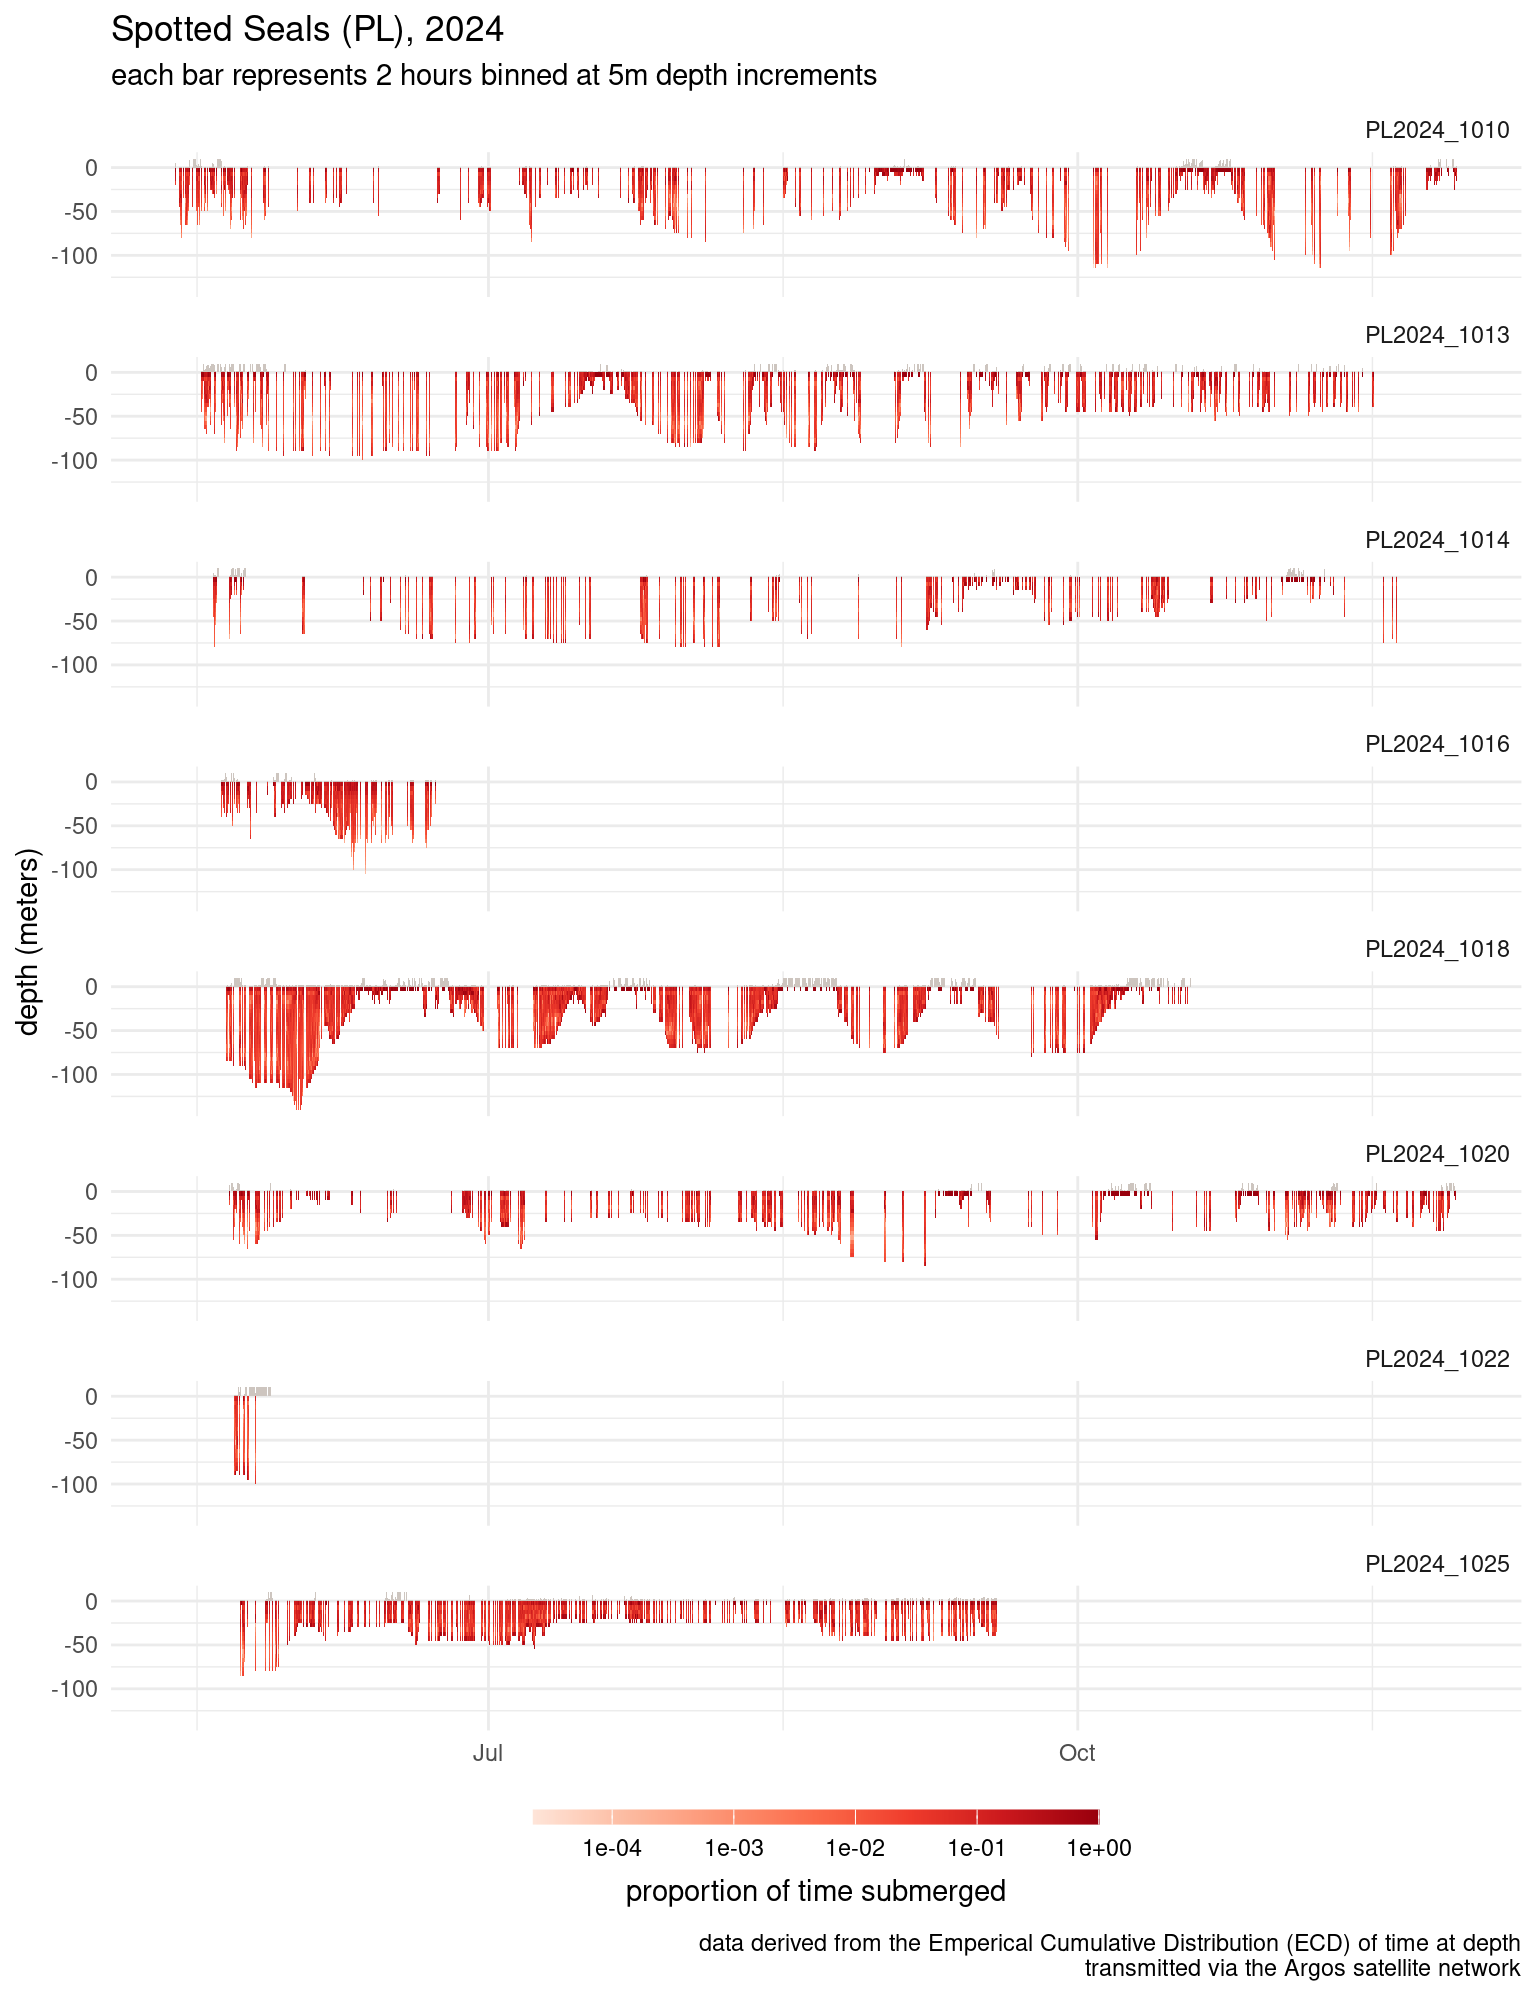 Spotted Seals (PL), 2024
each bar represents 2 hours binned at 5m depth increments
PL2024_1010
0
-50
-100
PL2024_1013
0
-50
-100
PL2024_1014
0
-50
-100
PL2024_1016
0
-50
-100
depth (meters)
PL2024_1018
0
-50
-100
PL2024_1020
0
-50
-100
PL2024_1022
0
-50
-100
PL2024_1025
0
-50
-100
Jul Oct
1e-04 1e-03 1e-02 1e-01 1e+00
proportion of time submerged
data derived from the Emperical Cumulative Distribution (ECD) of time at depth
transmitted via the Argos satellite network